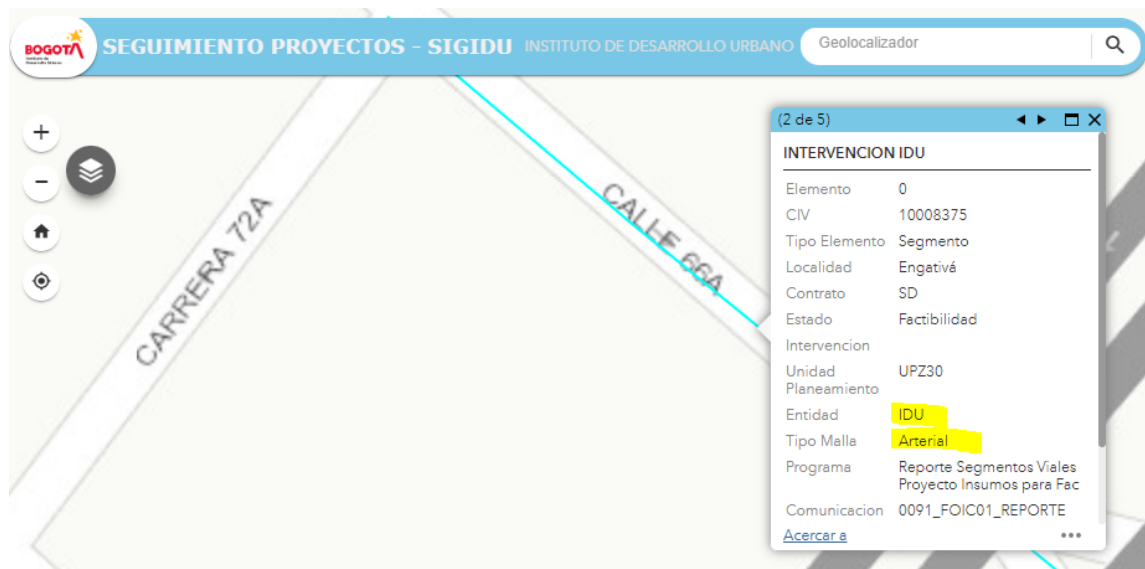 BOGOTÁ
SEGUIMIENTO PROYECTOS - SIGIDU INSTITUTO DE DESARROLLO URBANO
Geolocalizador
CARRERA 72A
CALLE 66A
(2 de 5)
INTERVENCION IDU
Elemento 0
CIV 10008375
Tipo Elemento Segmento
Localidad Engativá
Contrato SD
Estado Factibilidad
Intervencion
Unidad UPZ30
Planeamiento
Entidad IDU
Tipo Malla Arterial
Programa Reporte Segmentos Viales
Proyecto Insumos para Fac
Comunicacion 0091_FOIC01_REPORTE
Acercar a